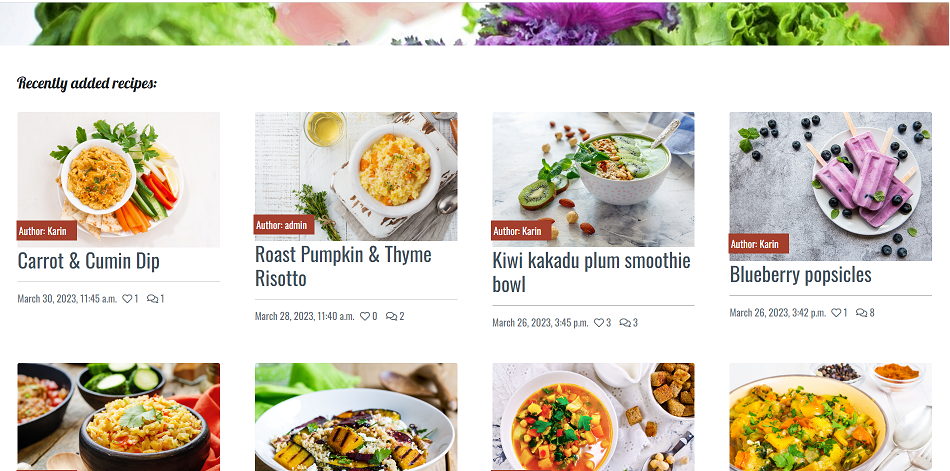 Recently added recipes:
Author: Karin
Author: admin
Author: Karin
Author: Karin
Carrot & Cumin Dip
March 30, 2023, 11:45 a.m. 1 1
Roast Pumpkin & Thyme
Risotto
March 28, 2023, 11:40 a.m. 0 2
Kiwi kakadu plum smoothie
bowl
March 26, 2023, 3:45 p.m. 3 3
Blueberry popsicles
March 26, 2023, 3:42 p.m. 1 8